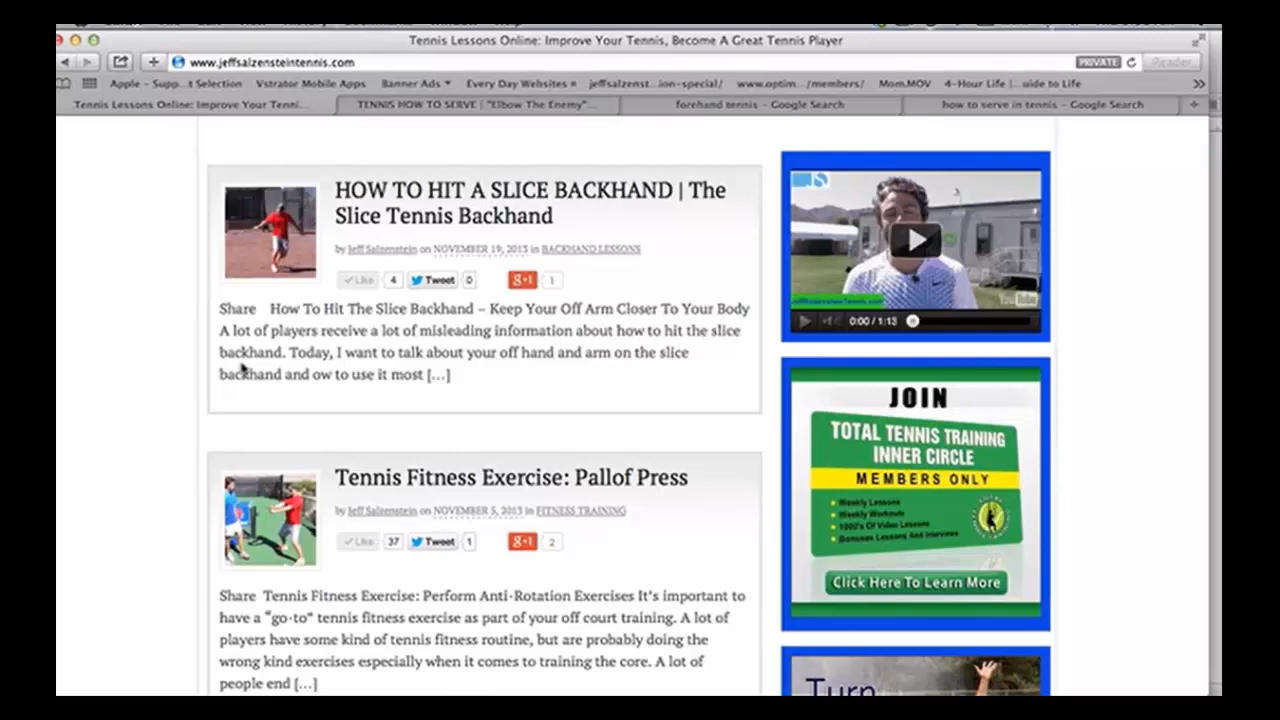 Tennis Lessons Online: Improve Your Tennis, Become A Great Tennis Player
www.jeffsalzensteintennis.com
PRIVATE
Reader
Apple – Supp...t Selection Vstrator Mobile Apps Banner Ads Every Day Websites jeffsalzenst...ion-special/ www.optim.../members/ Mom.MOV 4-Hour Life |...uide to Life
Tennis Lessons Online: Improve Your Tenni... TENNIS HOW TO SERVE | "Elbow The Enemy"... forehand tennis – Google Search how to serve in tennis – Google Search
HOW TO HIT A SLICE BACKHAND | The
Slice Tennis Backhand
by Jeff Salzenstein on NOVEMBER 19, 2013 in BACKHAND LESSONS
Like 4 Tweet 0 g+1 1
Share How To Hit The Slice Backhand – Keep Your Off Arm Closer To Your Body
A lot of players receive a lot of misleading information about how to hit the slice
backhand. Today, I want to talk about your off hand and arm on the slice
backhand and ow to use it most [...]
Tennis Fitness Exercise: Pallof Press
by Jeff Salzenstein on NOVEMBER 5, 2013 in FITNESS TRAINING
Like 37 Tweet 1 g+1 2
Share Tennis Fitness Exercise: Perform Anti-Rotation Exercises It's important to
have a "go-to" tennis fitness exercise as part of your off court training. A lot of
players have some kind of tennis fitness routine, but are probably doing the
wrong kind exercises especially when it comes to training the core. A lot of
people end [...]
JS
JeffSalzensteinTennis.com
YouTube
0:00 / 1:13
JOIN
TOTAL TENNIS TRAINING
INNER CIRCLE
MEMBERS ONLY
Weekly Lessons
Weekly Workouts
1000's Of Video Lessons
Bonuses Lessons And Interviews
Click Here To Learn More
Turn